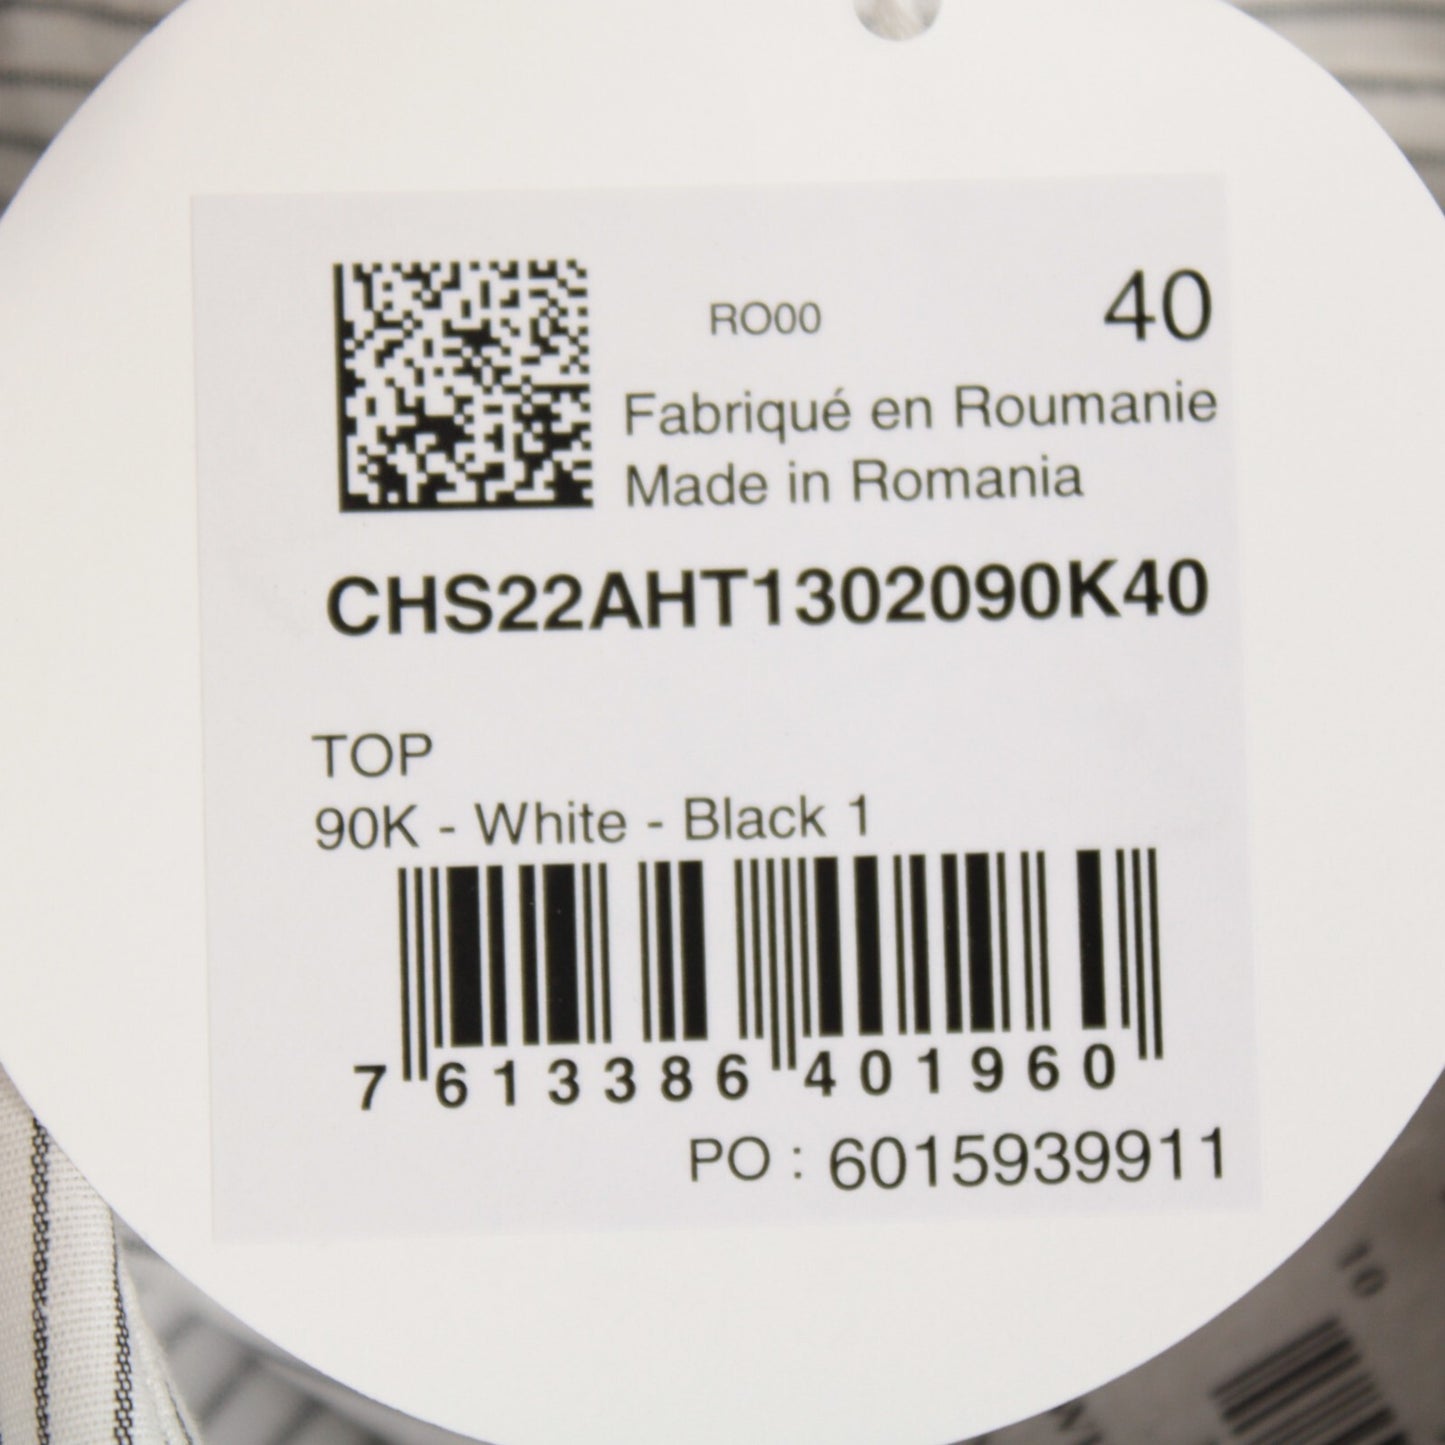 RO00
40
Fabriqué en Roumanie
Made in Romania
CHS22AHT1302090K40
TOP
90K - White - Black 1
7 613386 401960
PO : 6015939911
10